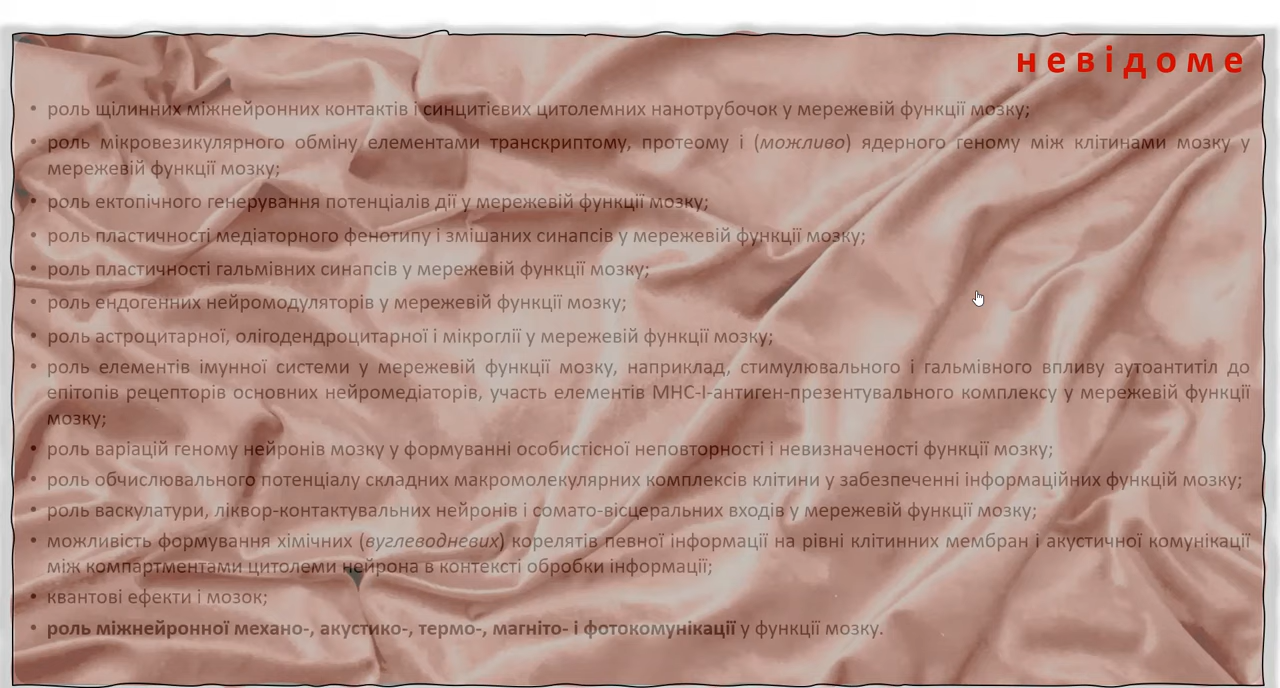 невідоме
• роль щілинних міжнейронних контактів і синцитієвих цитолемних нанотрубочок у мережевій функції мозку;
• роль мікровезикулярного обміну елементами транскриптому, протеому і (можливо) ядерного геному між клітинами мозку у
мережевій функції мозку;
• роль ектопічного генерування потенціалів дії у мережевій функції мозку;
• роль пластичності медіаторного фенотипу і змішаних синапсів у мережевій функції мозку;
• роль пластичності гальмівних синапсів у мережевій функції мозку;
• роль ендогенних нейромодуляторів у мережевій функції мозку;
• роль астроцитарної, олігодендроцитарної і мікроглії у мережевій функції мозку;
• роль елементів імунної системи у мережевій функції мозку, наприклад, стимулювального і гальмівного впливу аутоантитіл до
епітопів рецепторів основних нейромедіаторів, участь елементів МНС-І-антиген-презентувального комплексу у мережевій функції
мозку;
• роль варіацій геному нейронів мозку у формуванні особистісної неповторності і невизначеності функції мозку;
• роль обчислювального потенціалу складних макромолекулярних комплексів клітини у забезпеченні інформаційних функцій мозку;
• роль васкулатури, ліквор-контактувальних нейронів і сомато-вісцеральних входів у мережевій функції мозку;
• можливість формування хімічних (вуглеводневих) корелятів певної інформації на рівні клітинних мембран і акустичної комунікації
між компартментами цитолеми нейрона в контексті обробки інформації;
• квантові ефекти і мозок;
• роль міжнейронної механо-, акустико-, термо-, магніто- і фотокомунікації у функції мозку.